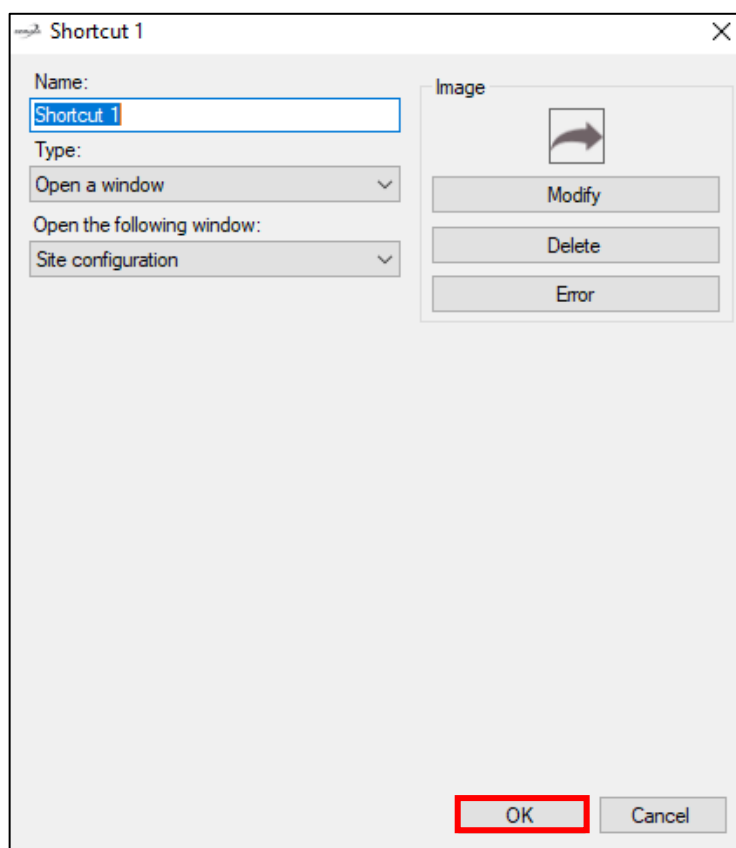 Shortcut 1
Name:
Shortcut 1
Type:
Open a window
Open the following window:
Site configuration
Image
Modify
Delete
Error
OK
Cancel